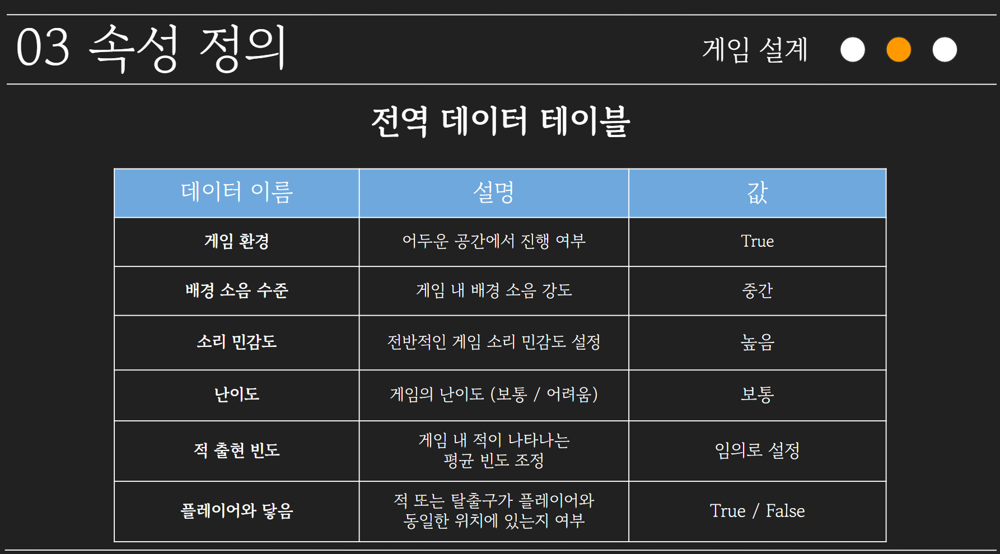 03 속성 정의
게임 설계
전역 데이터 테이블
데이터 이름 설명 값
게임 환경 어두운 공간에서 진행 여부 True
배경 소음 수준 게임 내 배경 소음 강도 중간
소리 민감도 전반적인 게임 소리 민감도 설정 높음
난이도 게임의 난이도 (보통 / 어려움) 보통
적 출현 빈도
게임 내 적이 나타나는
평균 빈도 조정
임의로 설정
플레이어와 닿음
적 또는 탈출구가 플레이어와
동일한 위치에 있는지 여부
True / False